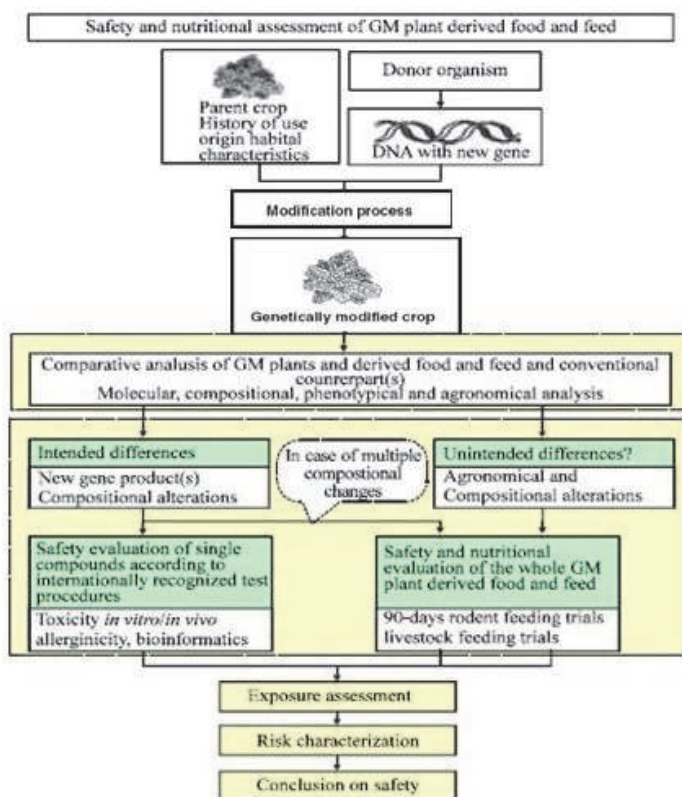 Safety and nutritional assessment of GM plant derived food and feed
Donor organism
Parent crop
History of use
origin habital
characteristics
DNA with new gene
Modification process
Genetically modified crop
Comparative analysis of GM plants and derived food and feed and conventional
counrerpart(s)
Molecular, compositional, phenotypical and agronomical analysis
Intended differences
New gene product(s)
Compositional alterations
In case of multiple
compostional
changes
Unintended differences?
Agronomical and
Compositional alterations
Safety evaluation of single
compounds according to
internationally recognized test
procedures
Toxicity in vitro/in vivo
allerginicity, bioinformatics
Safety and nutritional
evaluation of the whole GM
plant derived food and feed
90-days rodent feeding trials
livestock feeding trials
Exposure assessment
Risk characterization
Conclusion on safety